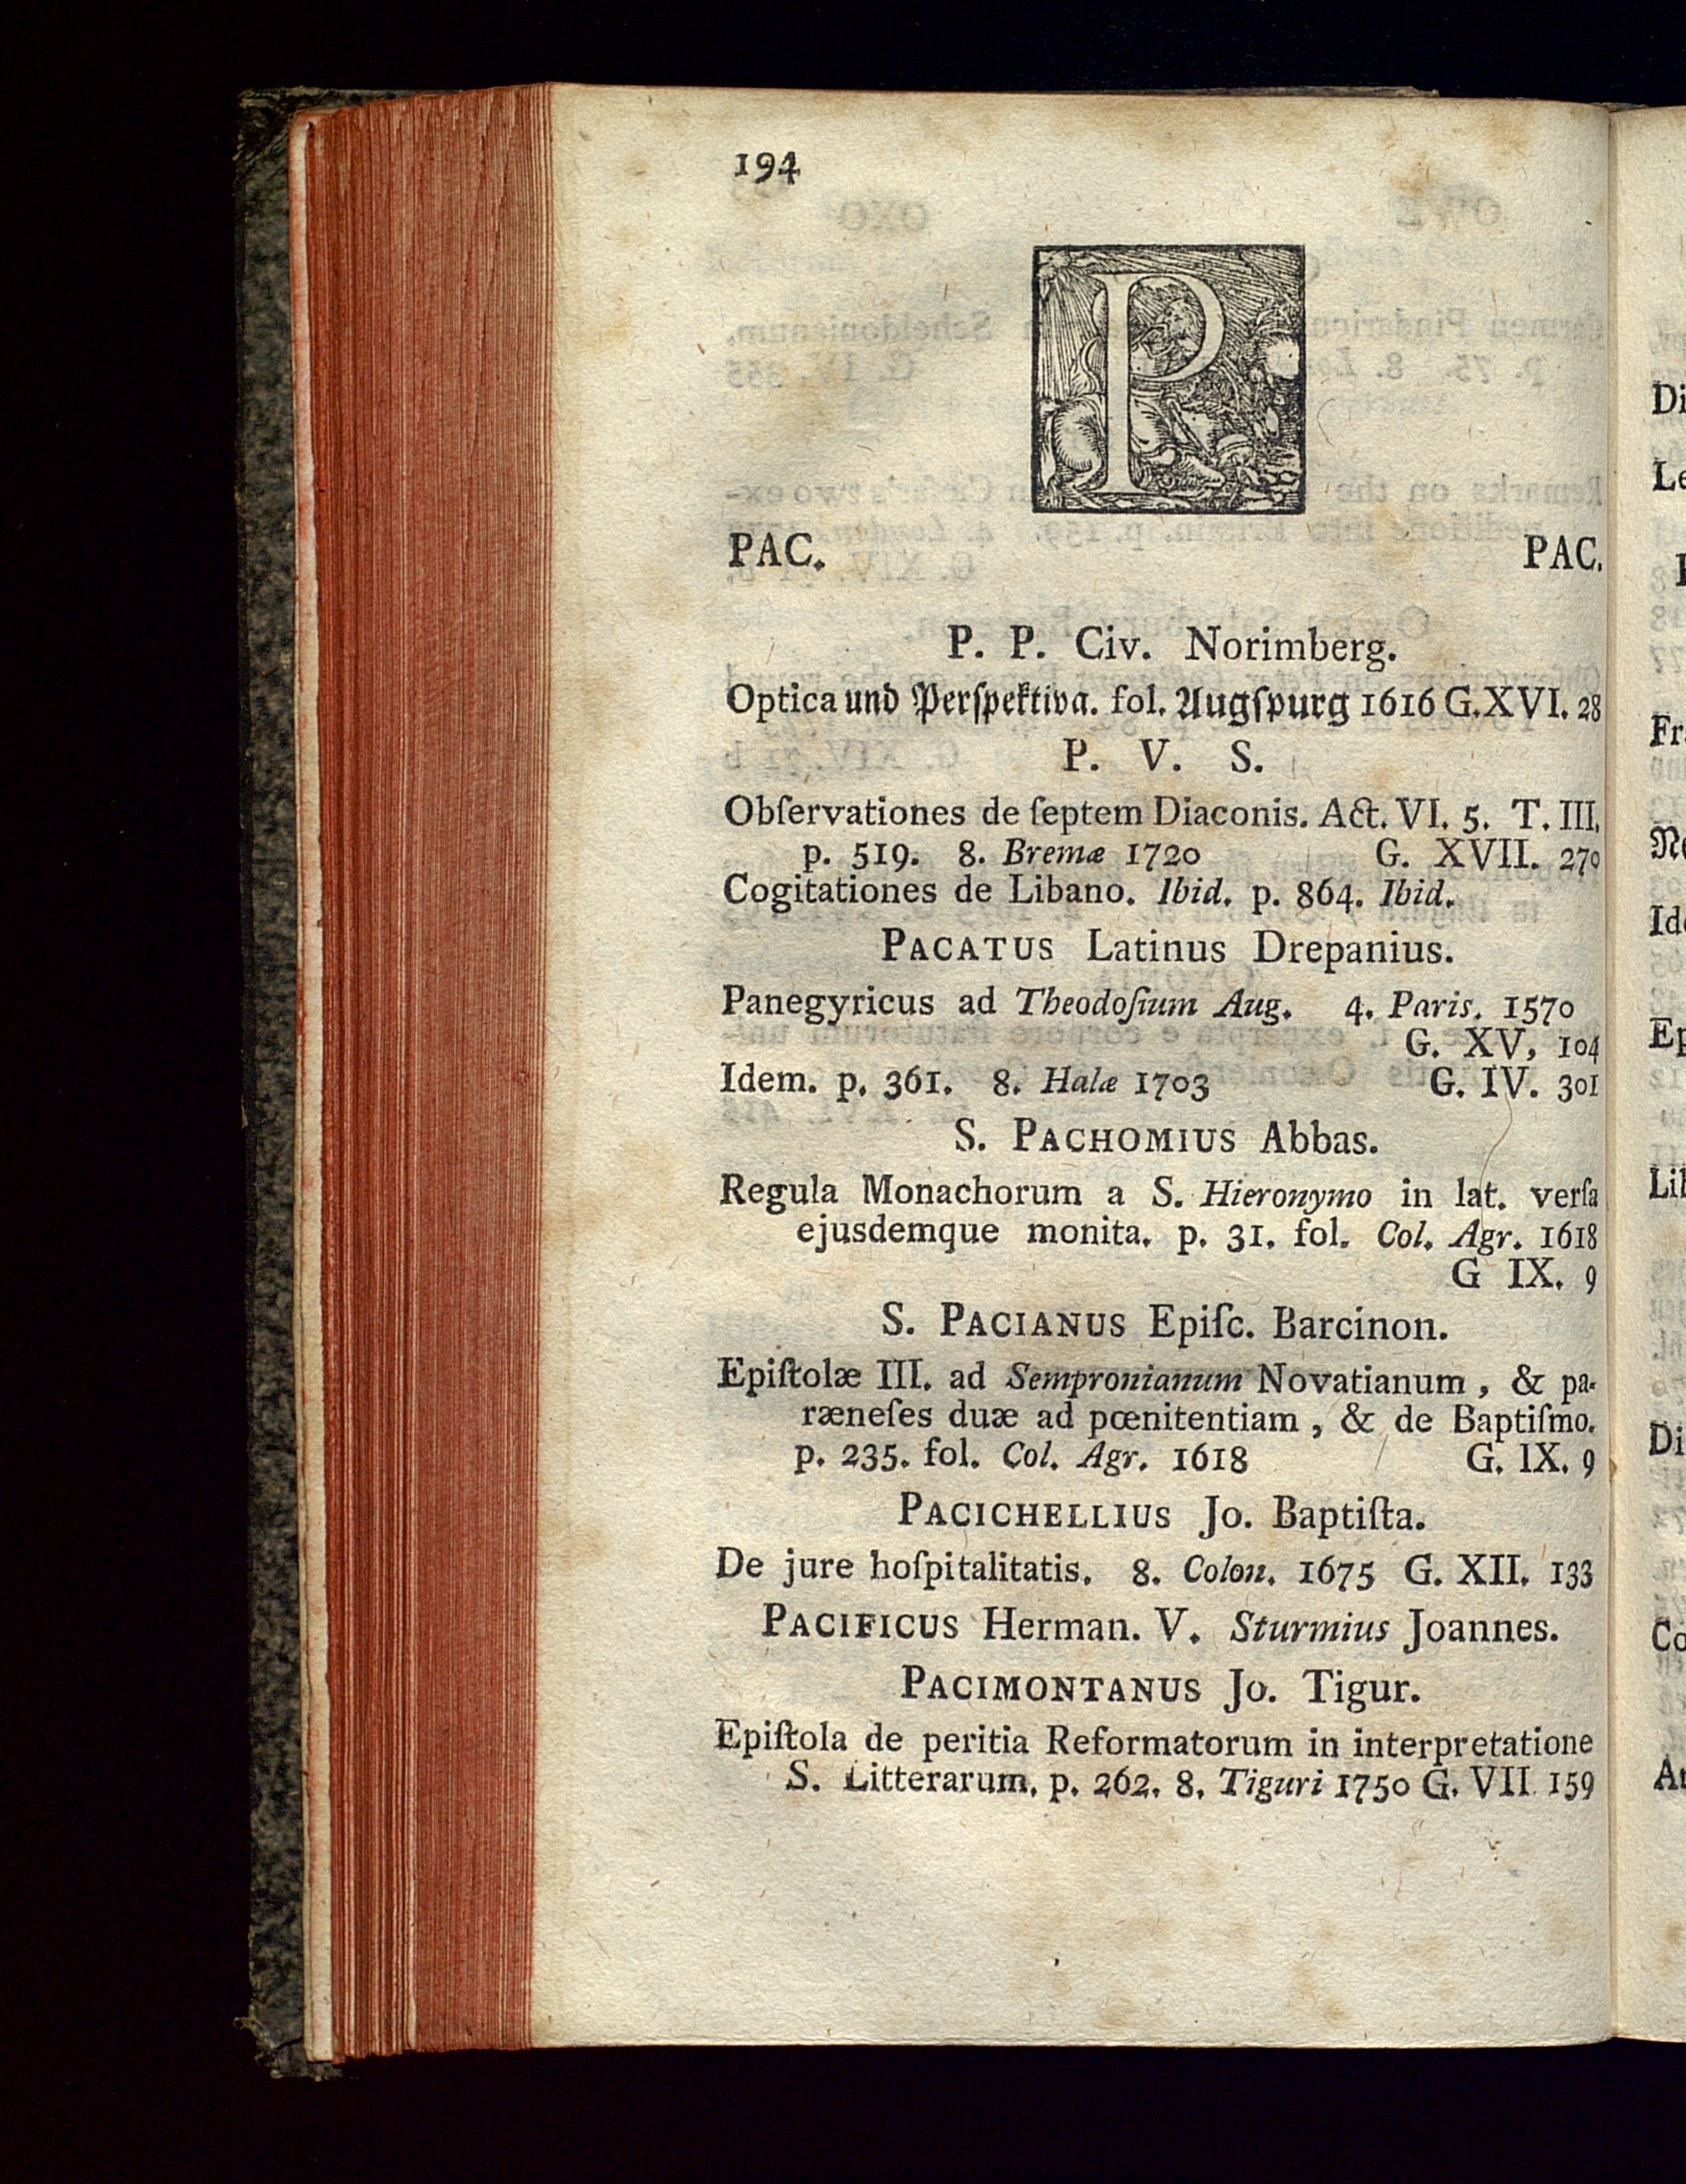 194
P
PAC. PAC.
P. P. Civ. Norimberg.
Optica und Perſpektiva. fol. Augſpurg 1616 G.XVI. 28
P. V. S.
Obſervationes de ſeptem Diaconis. Act. VI. 5. T. III.
p. 519. 8. Bremæ 1720 G. XVII. 270
Cogitationes de Libano. Ibid. p. 864. Ibid.
PACATUS Latinus Drepanius.
Panegyricus ad Theodoſium Aug. 4. Paris. 1570
G. XV, 104
Idem. p. 361. 8. Halæ 1703 G. IV. 301
S. PACHOMIUS Abbas.
Regula Monachorum a S. Hieronymo in lat. verſa
ejusdemque monita. p. 31. fol. Col. Agr. 1618
G IX. 9
S. PACIANUS Epiſc. Barcinon.
Epiſtolæ III. ad Sempronianum Novatianum, & pa-
ræneſes duæ ad pœnitentiam, & de Baptiſmo.
p. 235. fol. Col. Agr. 1618 G. IX. 9
PACICHELLIUS Jo. Baptiſta.
De jure hoſpitalitatis. 8. Colon. 1675 G. XII. 133
PACIFICUS Herman. V. Sturmius Joannes.
PACIMONTANUS Jo. Tigur.
Epiſtola de peritia Reformatorum in interpretatione
S. Litterarum. p. 262. 8. Tiguri 1750 G. VII. 159